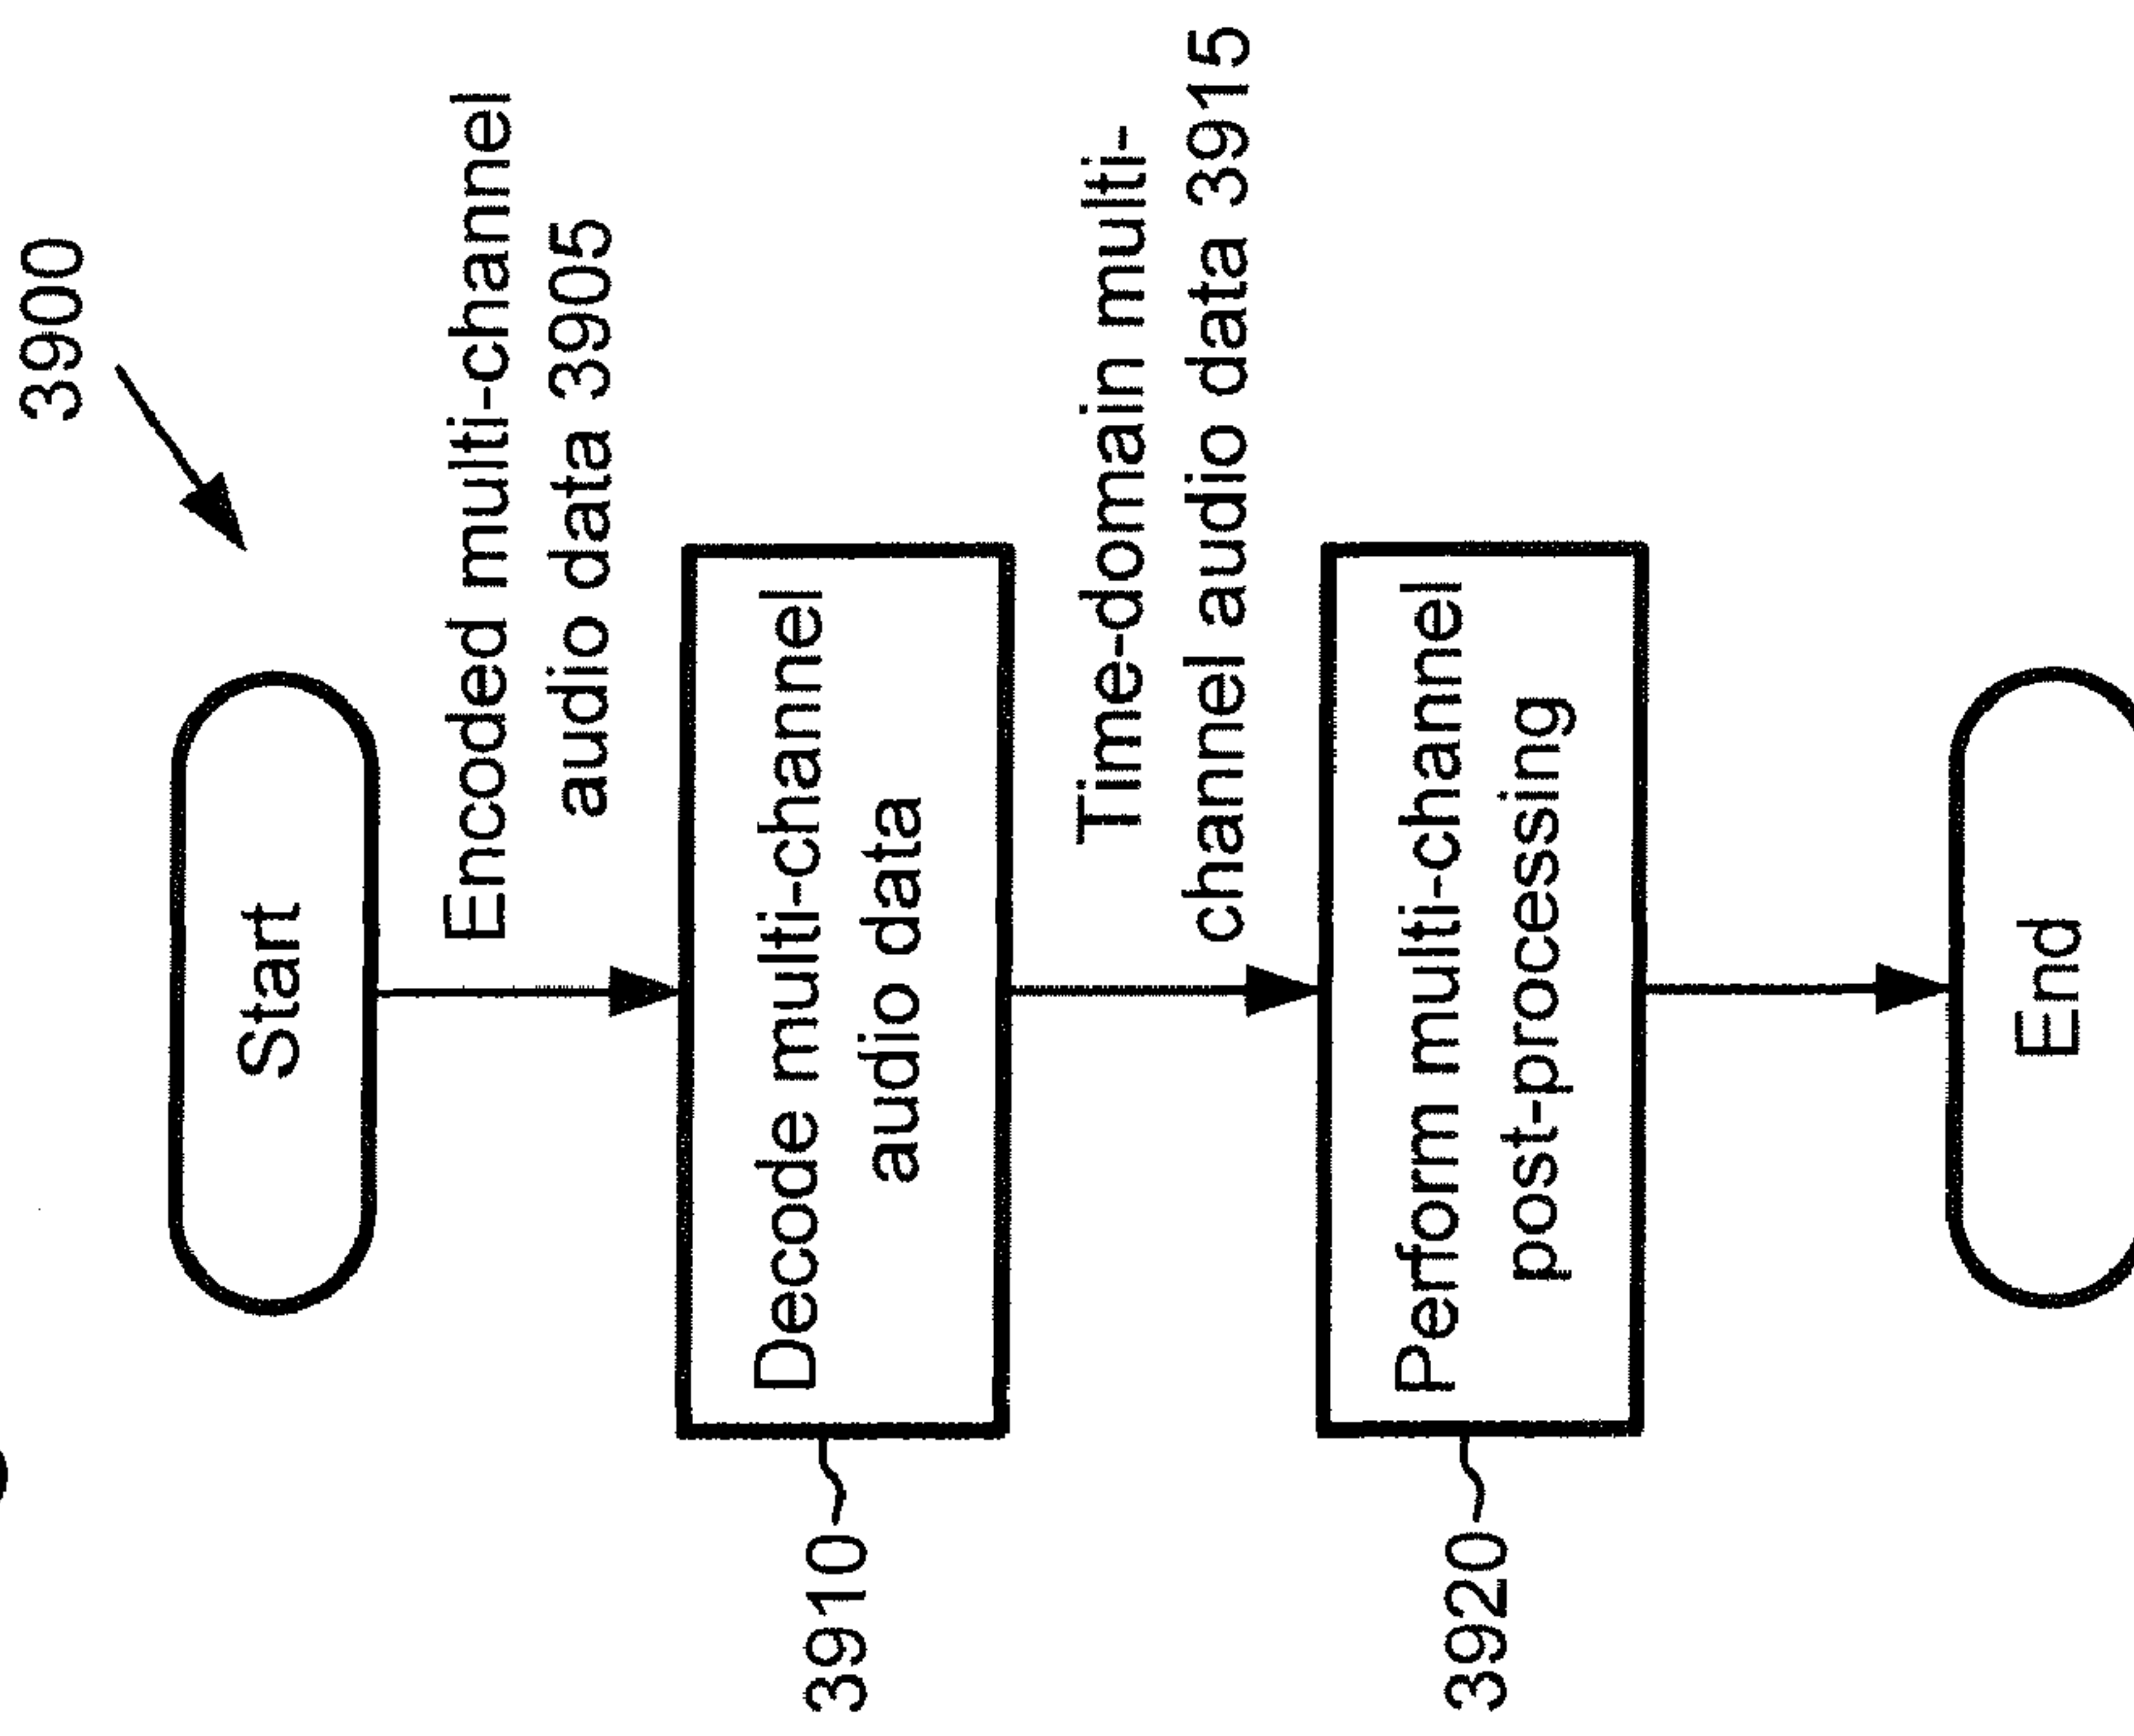 3900
Start
Encoded multi-channel
audio data 3905
Decode multi-channel
audio data
3910
Time-domain multi-
channel audio data 3915
Perform multi-channel
post-processing
3920
End